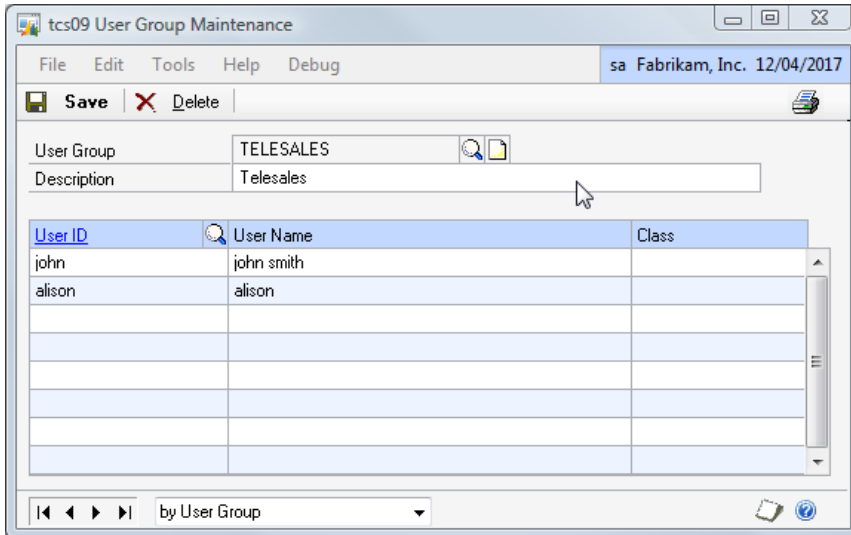 tcs09 User Group Maintenance
File Edit Tools Help Debug sa Fabrikam, Inc. 12/04/2017
Save Delete
User Group TELESALES
Description Telesales
User ID User Name Class
john john smith
alison alison
by User Group